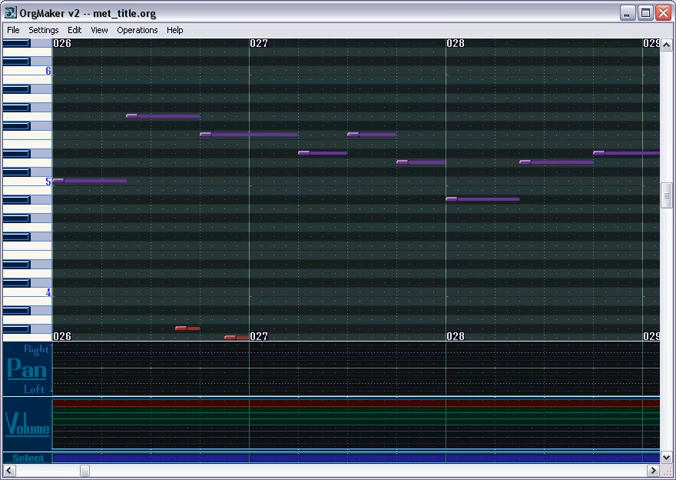 OrgMaker v2 -- met_title.org
File Settings Edit View Operations Help
026 027 028 029
6
5
4
026 027 028 029
Right
Pan
Left
Volume
Select